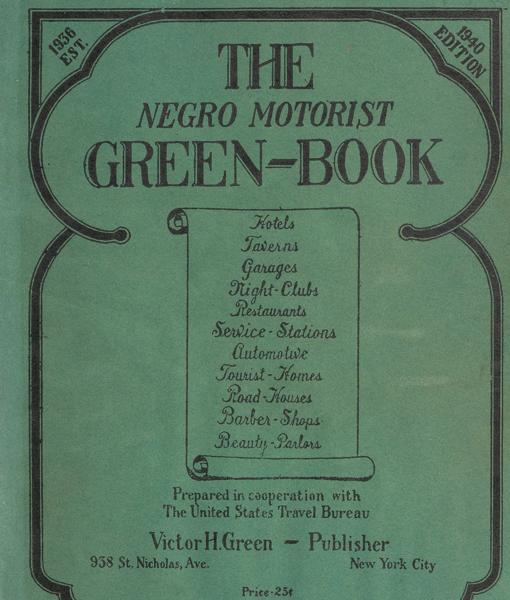 1936
EST.
1940
EDITION
THE
NEGRO MOTORIST
GREEN-BOOK
Hotels
Taverns
Garages
Night-Clubs
Restaurants
Service-Stations
Automotive
Tourist-Homes
Road-Houses
Barber-Shops
Beauty-Parlors
Prepared in cooperation with
The United States Travel Bureau
Victor H. Green — Publisher
938 St. Nicholas, Ave. New York City
Price-25¢